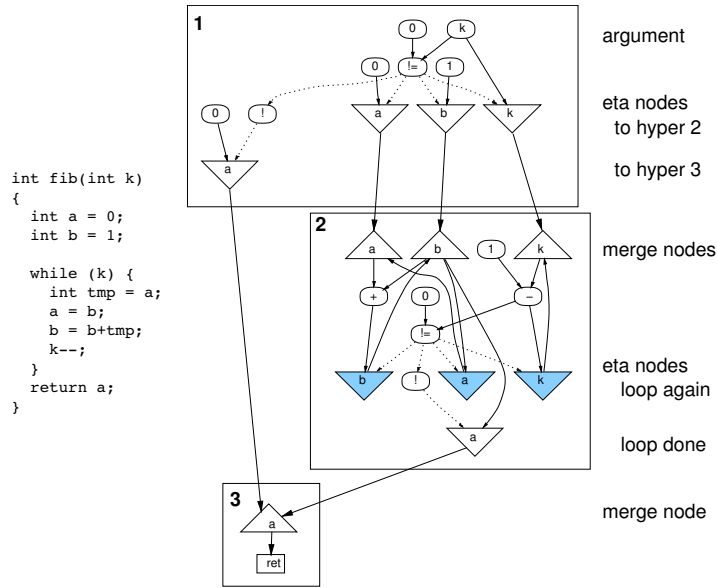 int fib(int k)
{
int a = 0;
int b = 1;
while (k) {
int tmp = a;
a = b;
b = b+tmp;
k--;
}
return a;
}
1
0 k
0 != 1
0 ! a b k
a
2
a b 1 k
+ 0 -
!=
b ! a k
a
3
a
ret
argument
eta nodes
to hyper 2
to hyper 3
merge nodes
eta nodes
loop again
loop done
merge node